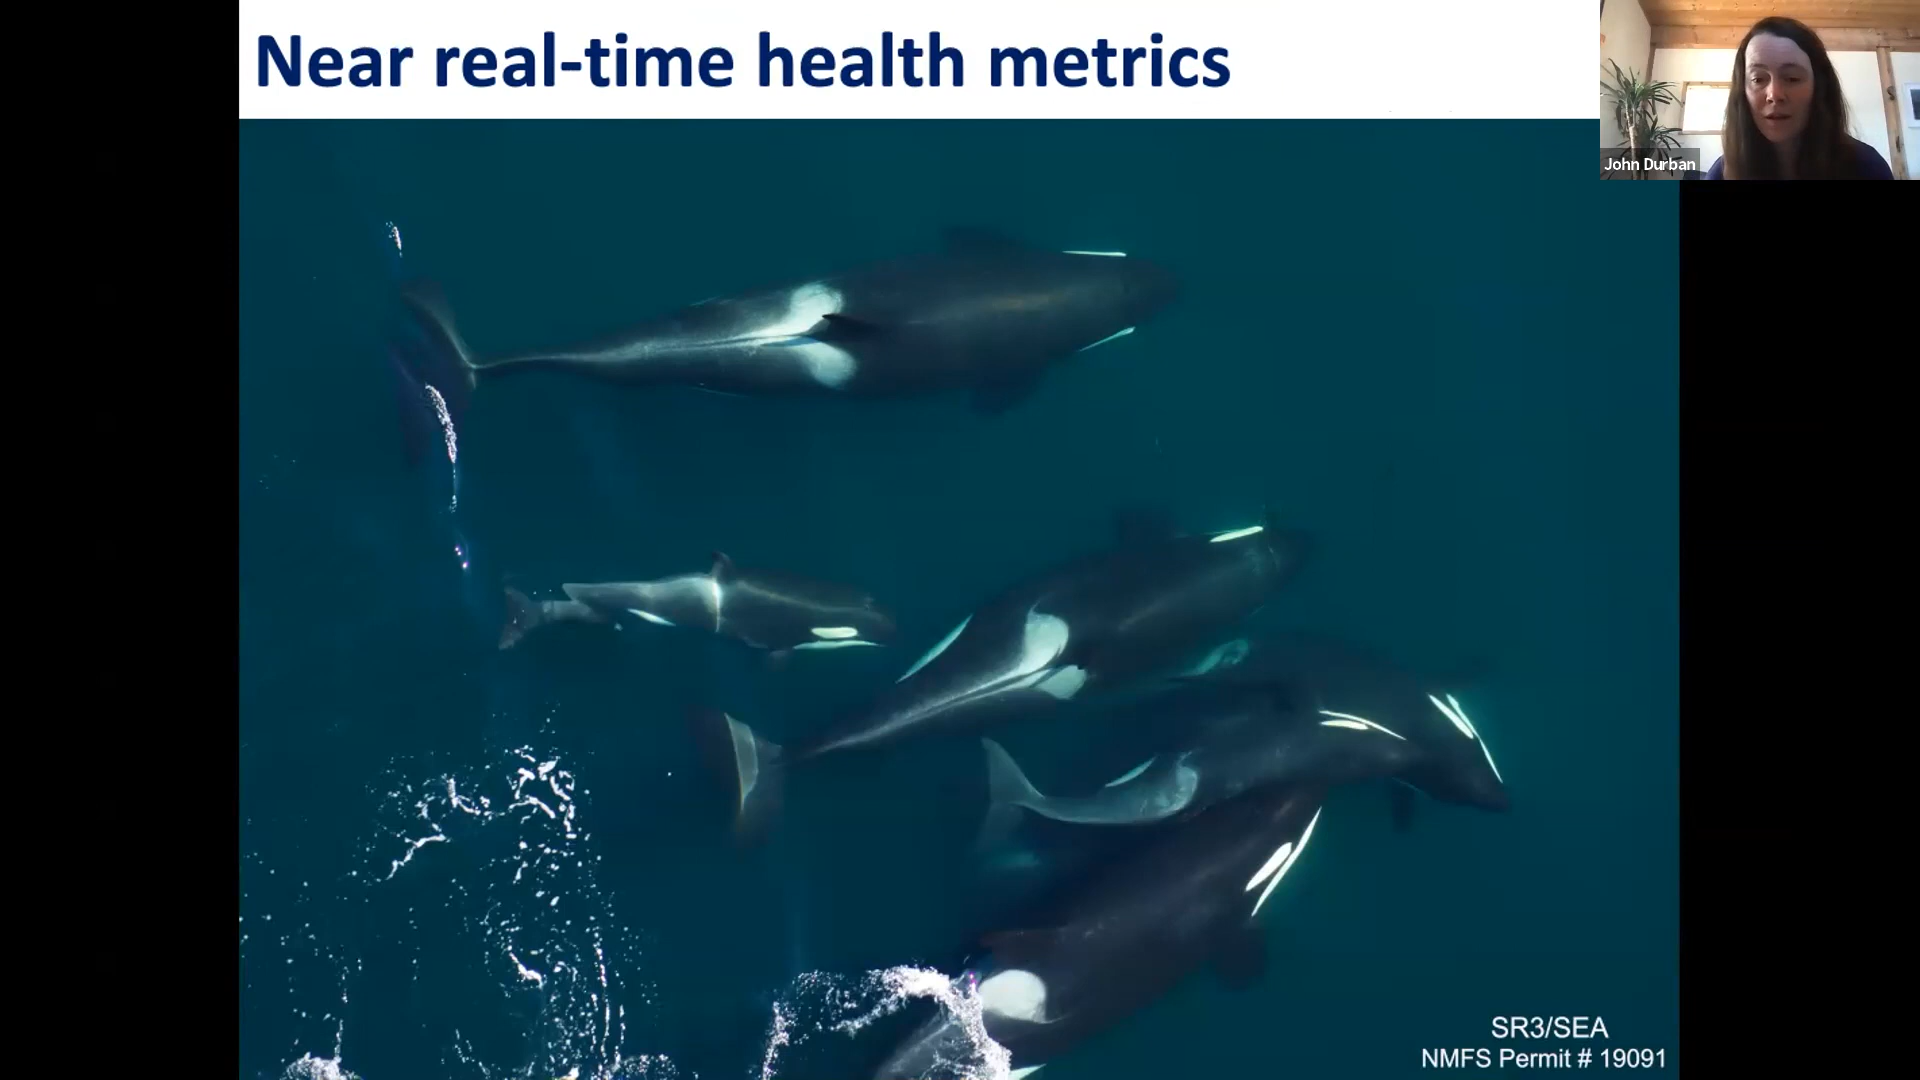 Near real-time health metrics
John Durban
SR3/SEA
NMFS Permit # 19091